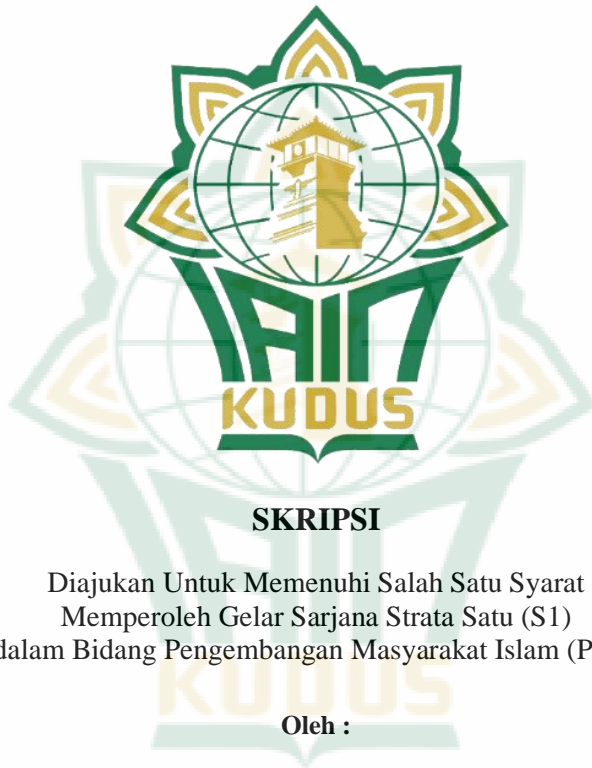 IAIN
KUDUS
SKRIPSI
Diajukan Untuk Memenuhi Salah Satu Syarat
Memperoleh Gelar Sarjana Strata Satu (S1)
dalam Bidang Pengembangan Masyarakat Islam (P
Oleh :